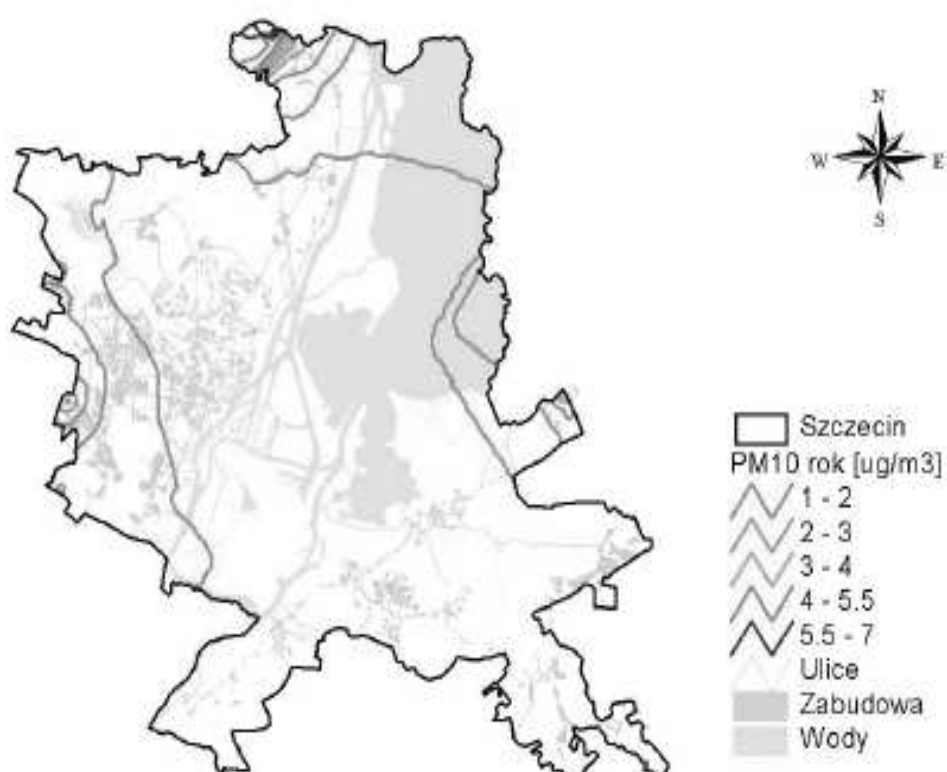 N
W E
S
Szczecin
PM10 rok [ug/m3]
1 - 2
2 - 3
3 - 4
4 - 5.5
5.5 - 7
Ulice
Zabudowa
Wody